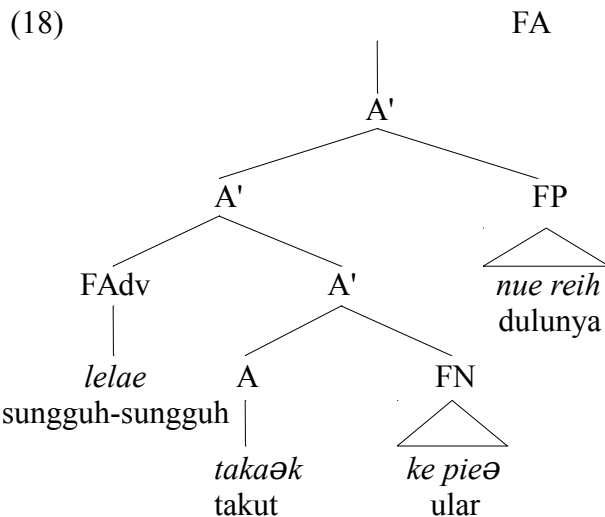 (18) FA
A'
A' FP
FAdv A' nue reih
dulunya
lelae A FN
sungguh-sungguh
takaək ke pieə
takut ular